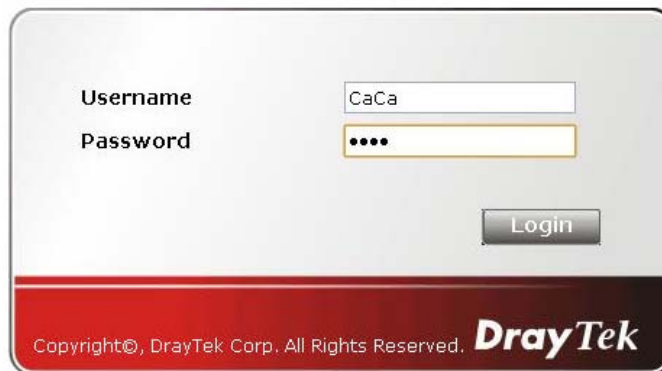 Username CaCa
Password ••••
Login
Copyright©, DrayTek Corp. All Rights Reserved. DrayTek